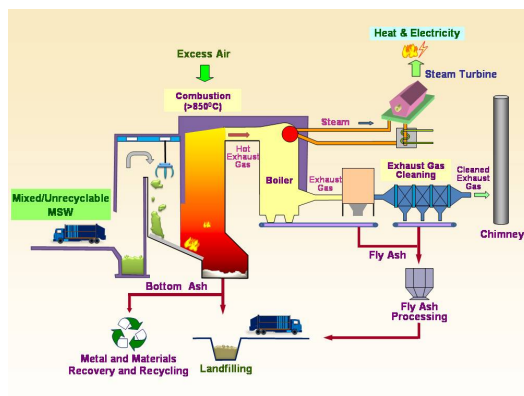 Heat & Electricity
Excess Air
Steam Turbine
Combustion
(>850ºC)
Steam
Hot
Exhaust
Gas
Boiler
Exhaust
Gas
Exhaust Gas
Cleaning
Cleaned
Exhaust
Gas
Mixed/Unrecyclable
MSW
Chimney
Fly Ash
Bottom Ash
Fly Ash
Processing
Metal and Materials
Recovery and Recycling
Landfilling